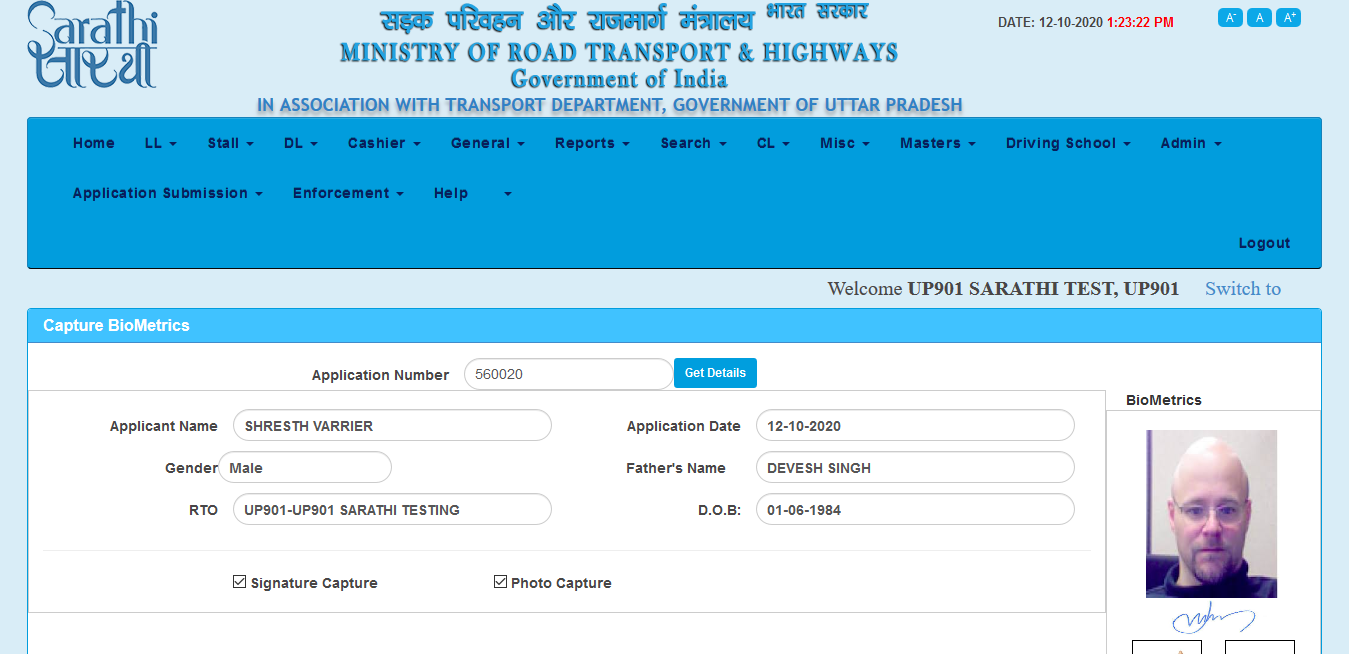 Sarathi
सारथी
सड़क परिवहन और राजमार्ग मंत्रालय भारत सरकार
MINISTRY OF ROAD TRANSPORT & HIGHWAYS
Government of India
IN ASSOCIATION WITH TRANSPORT DEPARTMENT, GOVERNMENT OF UTTAR PRADESH
DATE: 12-10-2020 1:23:22 PM
A- A A+
Home LL Stall DL Cashier General Reports Search CL Misc Masters Driving School Admin
Application Submission Enforcement Help
Logout
Welcome UP901 SARATHI TEST, UP901 Switch to
Capture BioMetrics
Application Number 560020 Get Details
BioMetrics
Applicant Name SHRESTH VARRIER Application Date 12-10-2020
Gender Male Father's Name DEVESH SINGH
RTO UP901-UP901 SARATHI TESTING D.O.B: 01-06-1984
Signature Capture Photo Capture